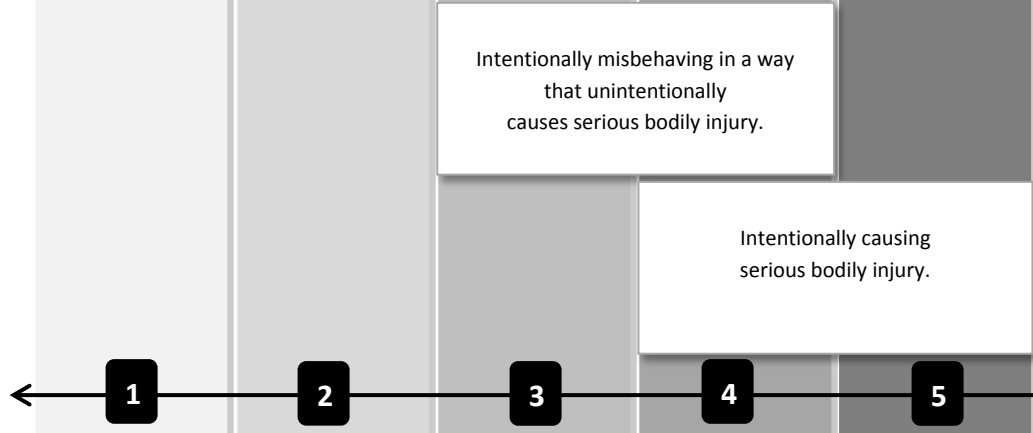 Intentionally misbehaving in a way
that unintentionally
causes serious bodily injury.
Intentionally causing
serious bodily injury.
1 2 3 4 5